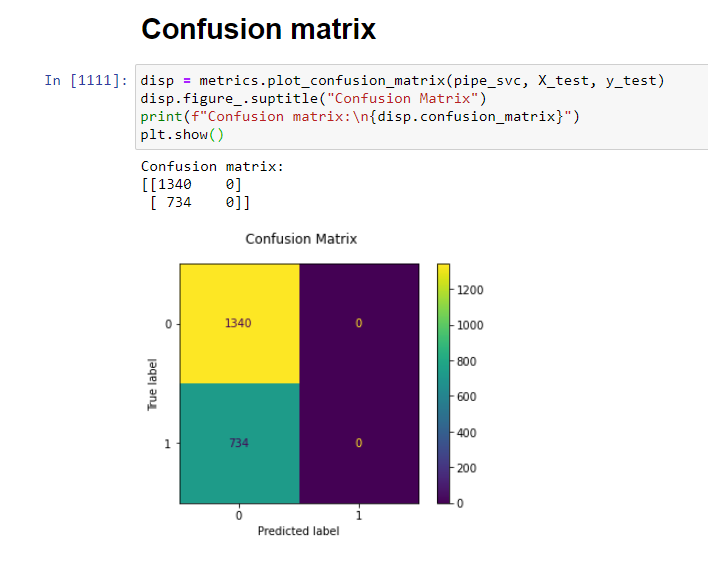 Confusion matrix
In [1111]: disp = metrics.plot_confusion_matrix(pipe_svc, X_test, y_test)
disp.figure_.suptitle("Confusion Matrix")
print(f"Confusion matrix:\n{disp.confusion_matrix}")
plt.show()
Confusion matrix:
[[1340    0]
 [ 734    0]]
Confusion Matrix
0 1340 0
1 734 0
True label
0 1
Predicted label
1200
1000
800
600
400
200
0